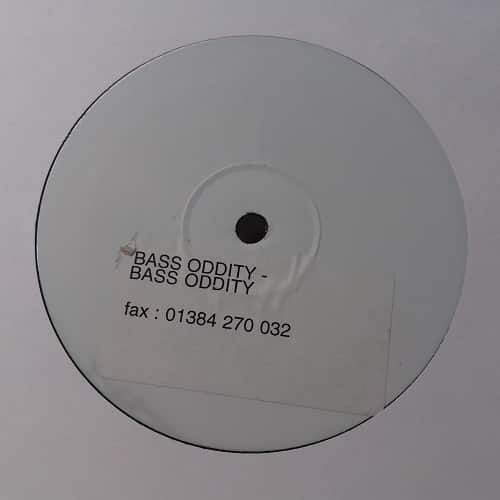 BASS ODDITY -
BASS ODDITY
fax : 01384 270 032